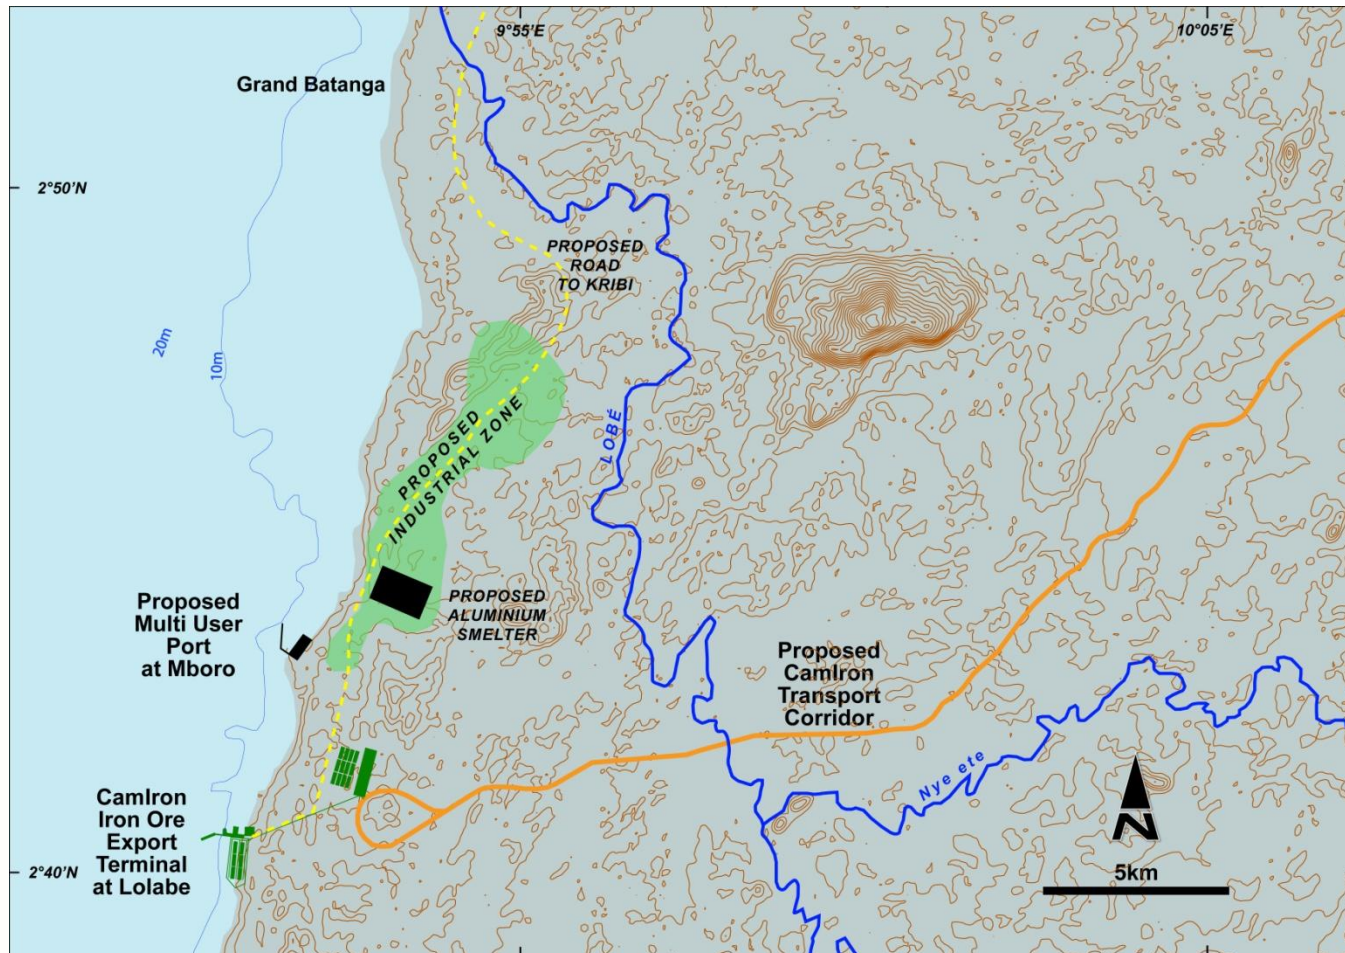 9°55'E
10°05'E
Grand Batanga
2°50'N
PROPOSED
ROAD
TO KRIBI
20m
10m
PROPOSED
INDUSTRIAL ZONE
LOBÉ
Proposed
Multi User
Port
at Mboro
PROPOSED
ALUMINIUM
SMELTER
Proposed
CamIron
Transport
Corridor
Nye ete
CamIron
Iron Ore
Export
Terminal
at Lolabe
2°40'N
N
5km